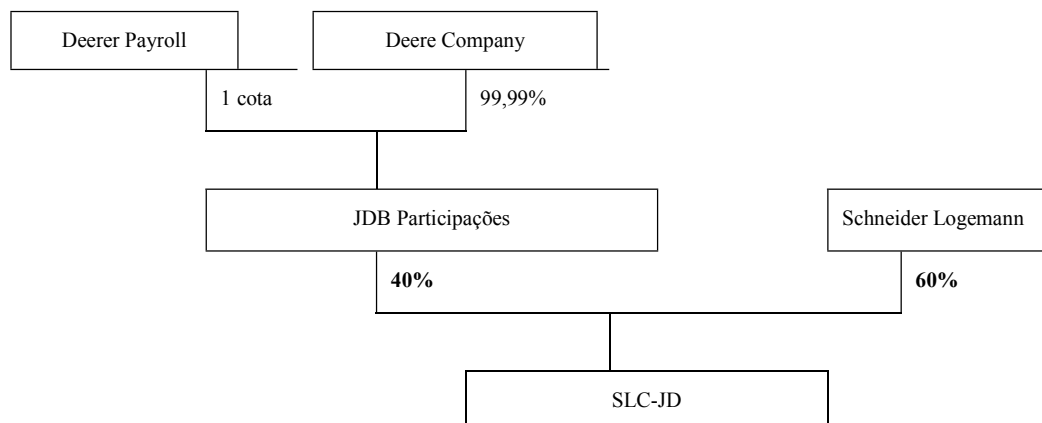 Deerer Payroll
Deere Company
1 cota
99,99%
JDB Participações
Schneider Logemann
40%
60%
SLC-JD